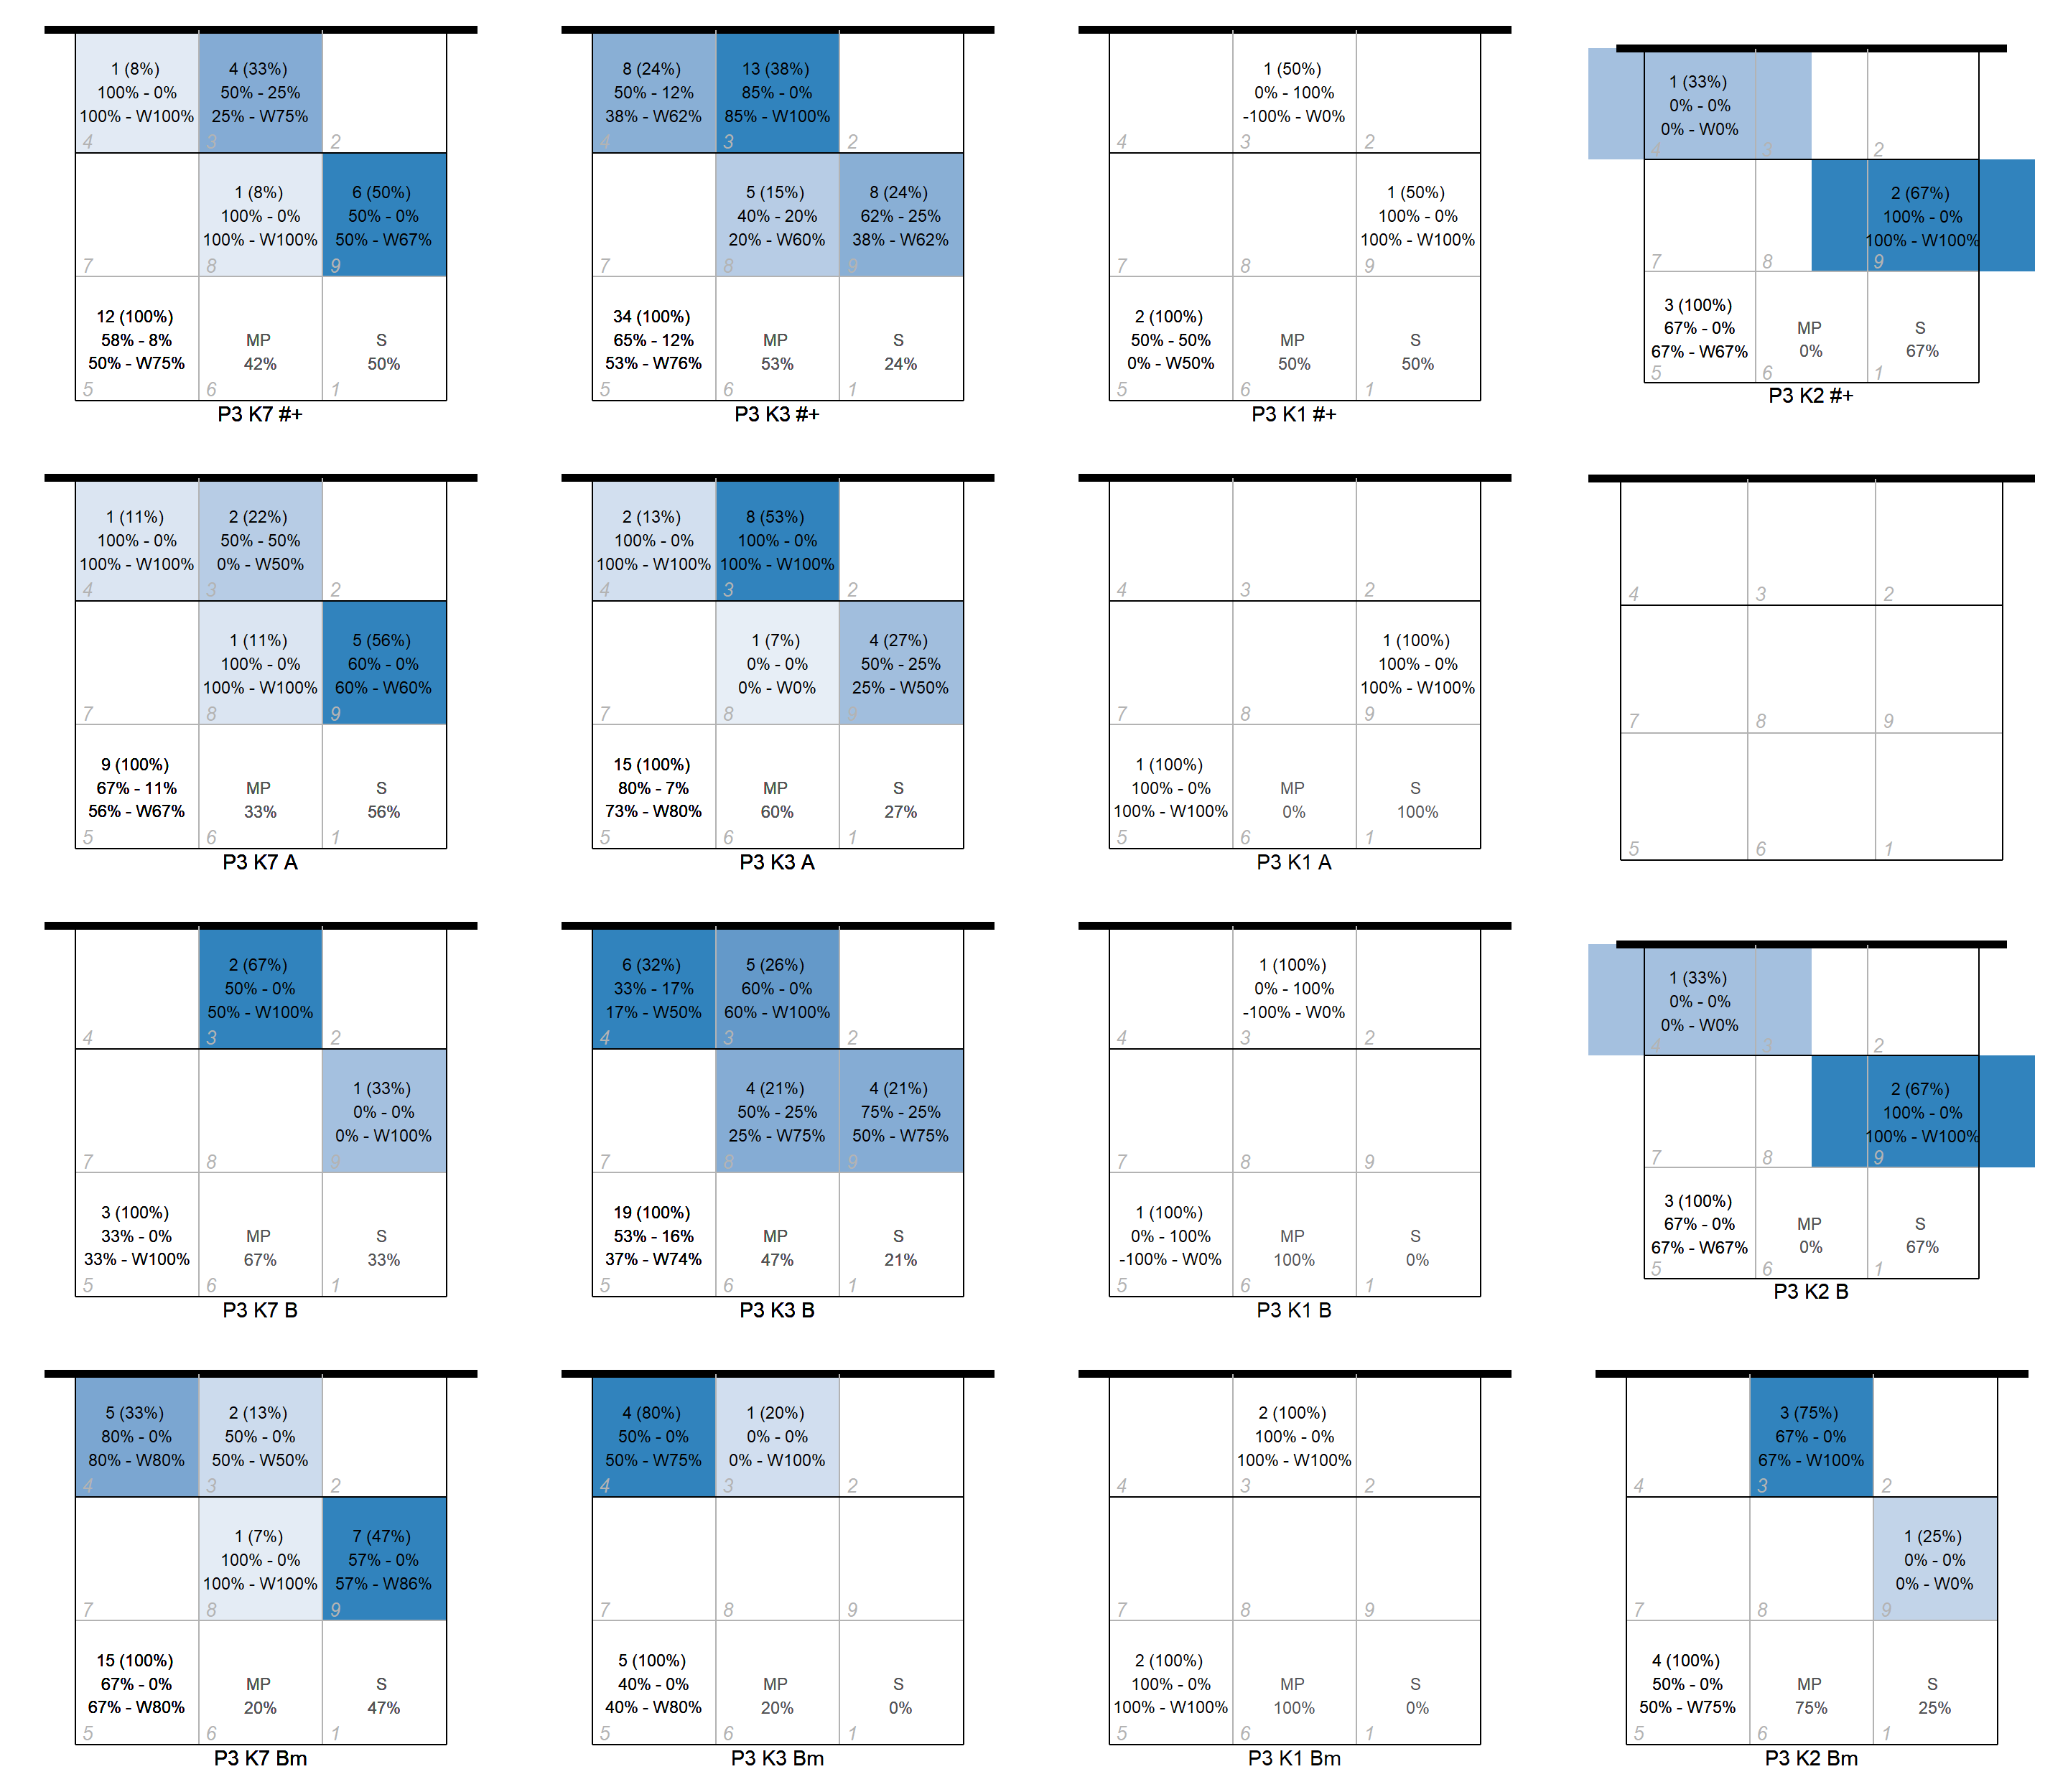 1 (8%)
100% - 0%
100% - W100%
4
4 (33%)
50% - 25%
25% - W75%
3
2
7
1 (8%)
100% - 0%
100% - W100%
8
6 (50%)
50% - 0%
50% - W67%
9
12 (100%)
58% - 8%
50% - W75%
5
MP
42%
6
S
50%
1
P3 K7 #+
8 (24%)
50% - 12%
38% - W62%
4
13 (38%)
85% - 0%
85% - W100%
3
2
7
5 (15%)
40% - 20%
20% - W60%
8
8 (24%)
62% - 25%
38% - W62%
9
34 (100%)
65% - 12%
53% - W76%
5
MP
53%
6
S
24%
1
P3 K3 #+
4
1 (50%)
0% - 100%
-100% - W0%
3
2
7
8
1 (50%)
100% - 0%
100% - W100%
9
2 (100%)
50% - 50%
0% - W50%
5
MP
50%
6
S
50%
1
P3 K1 #+
1 (33%)
0% - 0%
0% - W0%
4
3
2
7
8
2 (67%)
100% - 0%
100% - W100%
9
3 (100%)
67% - 0%
67% - W67%
5
MP
0%
6
S
67%
1
P3 K2 #+
1 (11%)
100% - 0%
100% - W100%
4
2 (22%)
50% - 50%
0% - W50%
3
2
7
1 (11%)
100% - 0%
100% - W100%
8
5 (56%)
60% - 0%
60% - W60%
9
9 (100%)
67% - 11%
56% - W67%
5
MP
33%
6
S
56%
1
P3 K7 A
2 (13%)
100% - 0%
100% - W100%
4
8 (53%)
100% - 0%
100% - W100%
3
2
7
1 (7%)
0% - 0%
0% - W0%
8
4 (27%)
50% - 25%
25% - W50%
9
15 (100%)
80% - 7%
73% - W80%
5
MP
60%
6
S
27%
1
P3 K3 A
4
3
2
7
8
1 (100%)
100% - 0%
100% - W100%
9
1 (100%)
100% - 0%
100% - W100%
5
MP
0%
6
S
100%
1
P3 K1 A
4
3
2
7
8
9
5
6
1
4
2 (67%)
50% - 0%
50% - W100%
3
2
7
8
1 (33%)
0% - 0%
0% - W100%
9
3 (100%)
33% - 0%
33% - W100%
5
MP
67%
6
S
33%
1
P3 K7 B
6 (32%)
33% - 17%
17% - W50%
4
5 (26%)
60% - 0%
60% - W100%
3
2
7
4 (21%)
50% - 25%
25% - W75%
8
4 (21%)
75% - 25%
50% - W75%
9
19 (100%)
53% - 16%
37% - W74%
5
MP
47%
6
S
21%
1
P3 K3 B
4
1 (100%)
0% - 100%
-100% - W0%
3
2
7
8
9
1 (100%)
0% - 100%
-100% - W0%
5
MP
100%
6
S
0%
1
P3 K1 B
1 (33%)
0% - 0%
0% - W0%
4
3
2
7
8
2 (67%)
100% - 0%
100% - W100%
9
3 (100%)
67% - 0%
67% - W67%
5
MP
0%
6
S
67%
1
P3 K2 B
5 (33%)
80% - 0%
80% - W80%
4
2 (13%)
50% - 0%
50% - W50%
3
2
7
1 (7%)
100% - 0%
100% - W100%
8
7 (47%)
57% - 0%
57% - W86%
9
15 (100%)
67% - 0%
67% - W80%
5
MP
20%
6
S
47%
1
P3 K7 Bm
4 (80%)
50% - 0%
50% - W75%
4
1 (20%)
0% - 0%
0% - W100%
3
2
7
8
9
5 (100%)
40% - 0%
40% - W80%
5
MP
20%
6
S
0%
1
P3 K3 Bm
4
2 (100%)
100% - 0%
100% - W100%
3
2
7
8
9
2 (100%)
100% - 0%
100% - W100%
5
MP
100%
6
S
0%
1
P3 K1 Bm
4
3 (75%)
67% - 0%
67% - W100%
3
2
7
8
1 (25%)
0% - 0%
0% - W0%
9
4 (100%)
50% - 0%
50% - W75%
5
MP
75%
6
S
25%
1
P3 K2 Bm